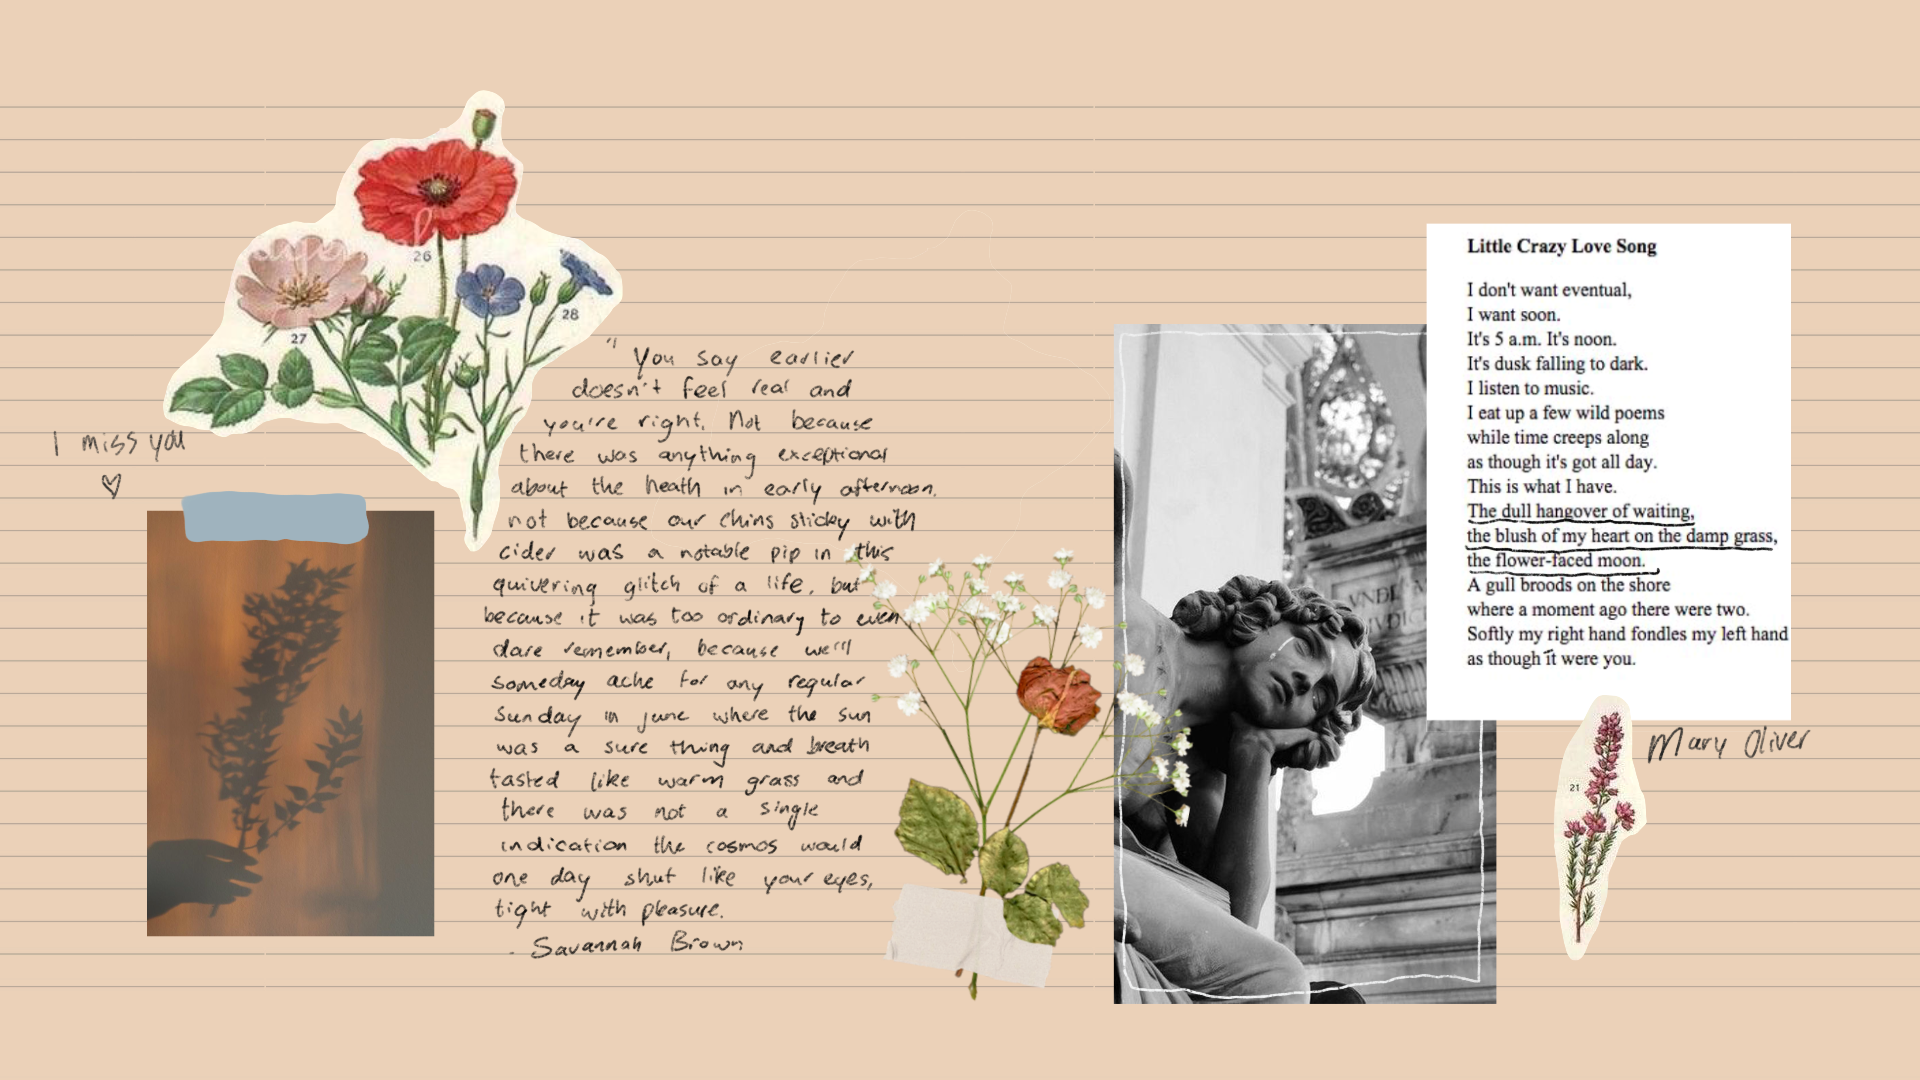 I miss you
♡
26
27
28
" You say earlier
doesn't feel real and
you're right. Not because
there was anything exceptional
about the heath in early afternoon,
not because our chins sticky with
cider was a notable pip in this
quivering glitch of a life, but
because it was too ordinary to even
dare remember, because we'll
someday ache for any regular
Sunday in june where the sun
was a sure thing and breath
tasted like warm grass and
there was not a single
indication the cosmos would
one day shut like your eyes,
tight with pleasure.
- Savannah Brown
VNDE
Little Crazy Love Song
I don't want eventual,
I want soon.
It's 5 a.m. It's noon.
It's dusk falling to dark.
I listen to music.
I eat up a few wild poems
while time creeps along
as though it's got all day.
This is what I have.
The dull hangover of waiting,
the blush of my heart on the damp grass,
the flower-faced moon.
A gull broods on the shore
where a moment ago there were two.
Softly my right hand fondles my left hand
as though it were you.
Mary Oliver
21